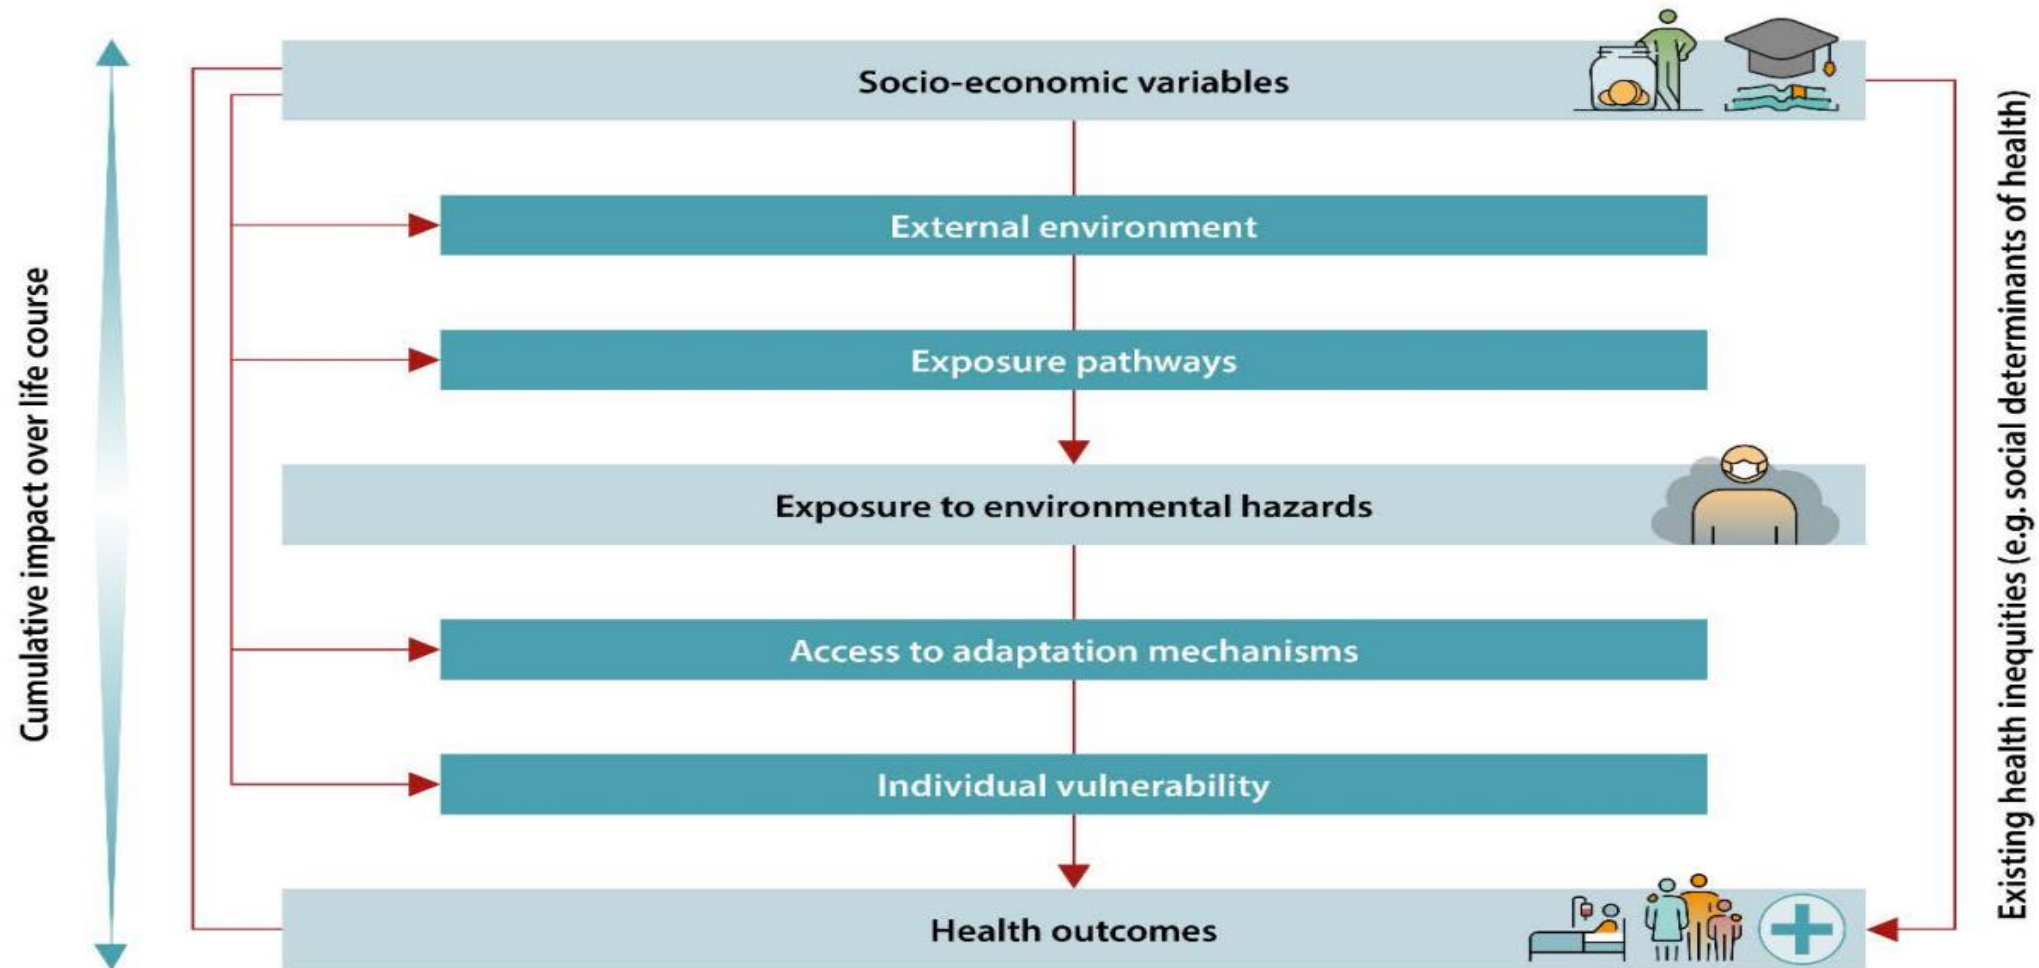 Socio-economic variables
External environment
Exposure pathways
Exposure to environmental hazards
Access to adaptation mechanisms
Individual vulnerability
Health outcomes
Cumulative impact over life course
Existing health inequities (e.g. social determinants of health)